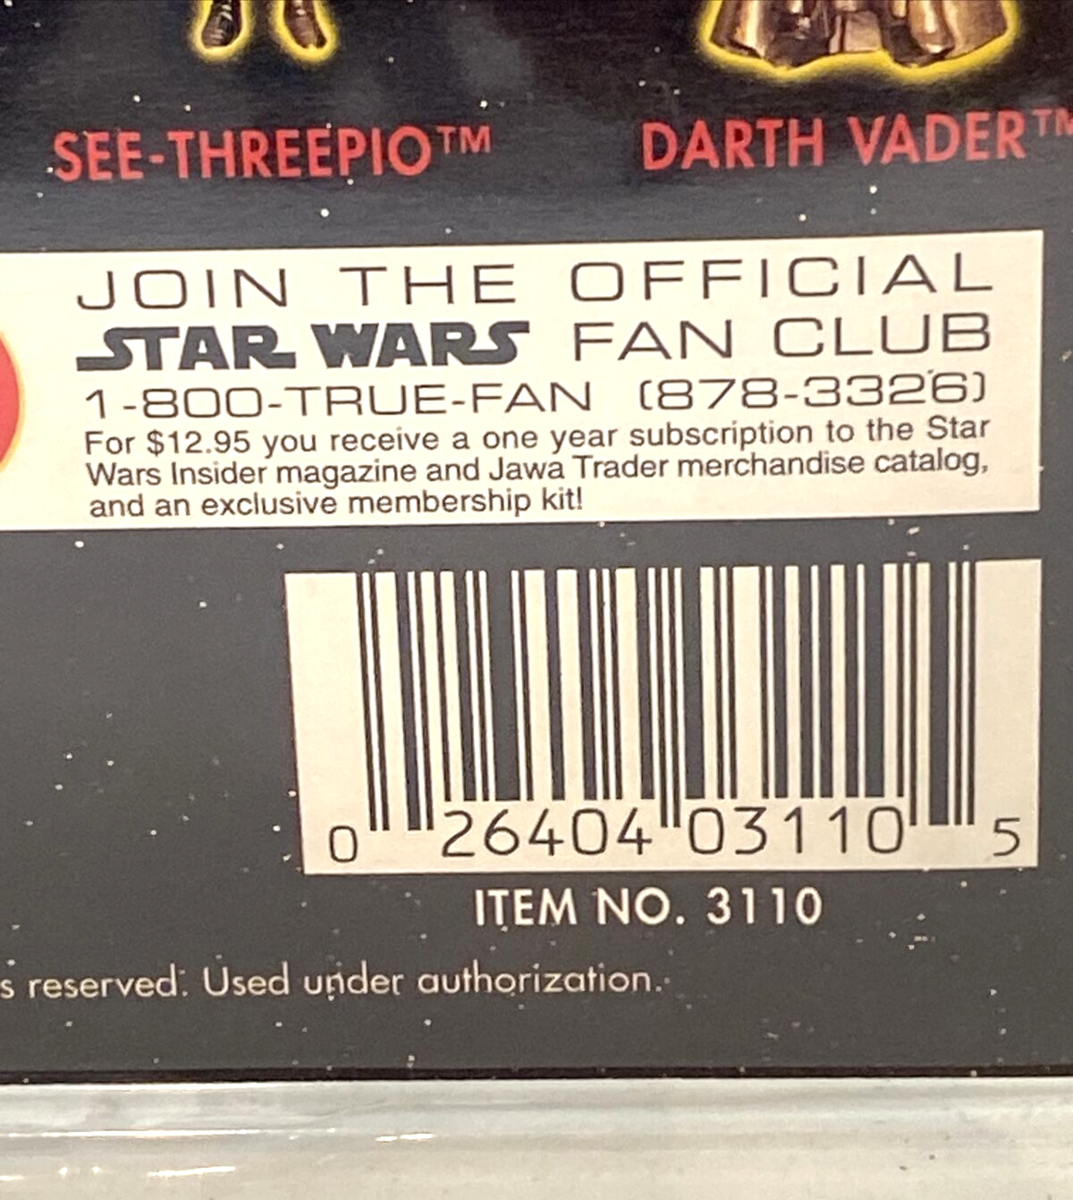 SEE-THREEPIO™ DARTH VADER™
JOIN THE OFFICIAL
STAR WARS FAN CLUB
1-800-TRUE-FAN (878-3326)
For $12.95 you receive a one year subscription to the Star
Wars Insider magazine and Jawa Trader merchandise catalog,
and an exclusive membership kit!
0 26404 03110 5
ITEM NO. 3110
s reserved. Used under authorization.